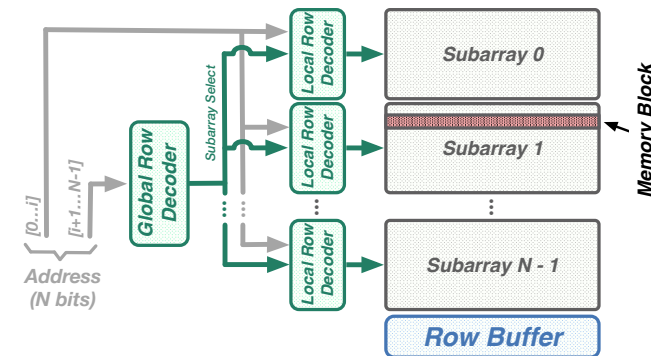 [0...i]
[i+1...N-1]
Address
(N bits)
Global Row
Decoder
Subarray Select
Local Row
Decoder
Subarray 0
Local Row
Decoder
Subarray 1
Memory Block
Local Row
Decoder
Subarray N - 1
Row Buffer